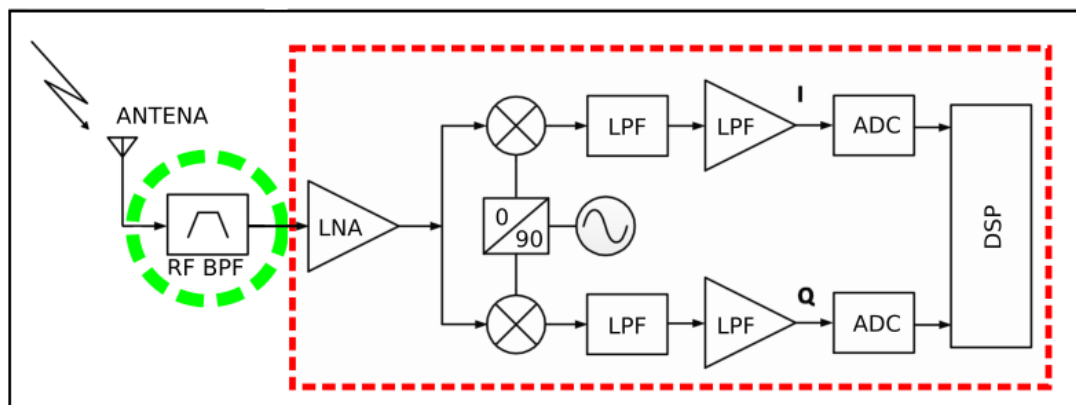 ANTENA
RF BPF
LNA
0
90
LPF
LPF
I
ADC
LPF
LPF
Q
ADC
DSP